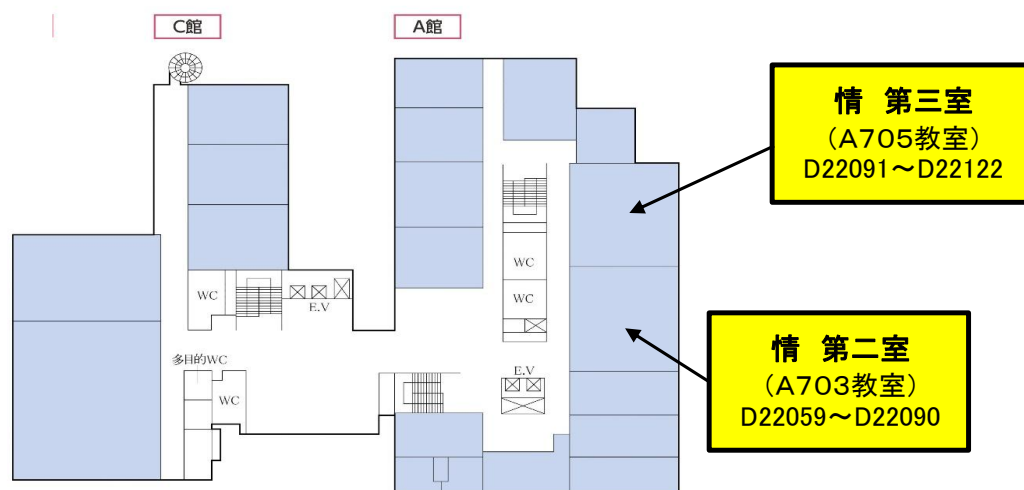 C館
A館
情 第三室
（A705教室）
D22091～D22122
WC
WC
WC
E.V
多目的WC
WC
E.V
情 第二室
（A703教室）
D22059～D22090